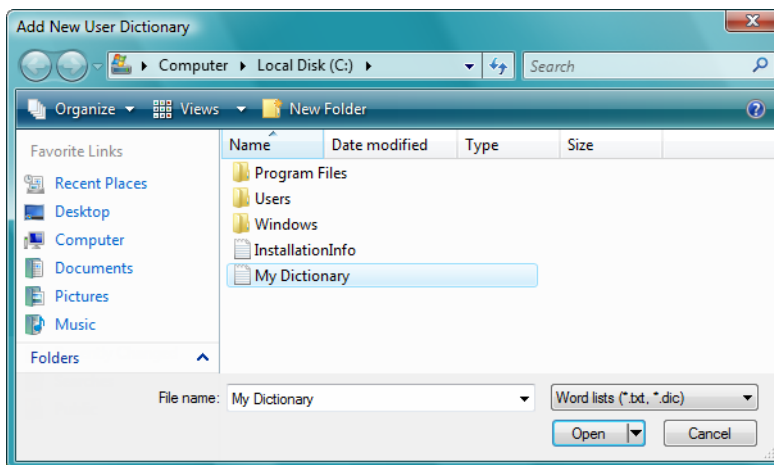 Add New User Dictionary
Computer Local Disk (C:) Search
Organize Views New Folder
Favorite Links
Recent Places
Desktop
Computer
Documents
Pictures
Music
Folders
Name Date modified Type Size
Program Files
Users
Windows
InstallationInfo
My Dictionary
File name: My Dictionary Word lists (*.txt, *.dic)
Open Cancel